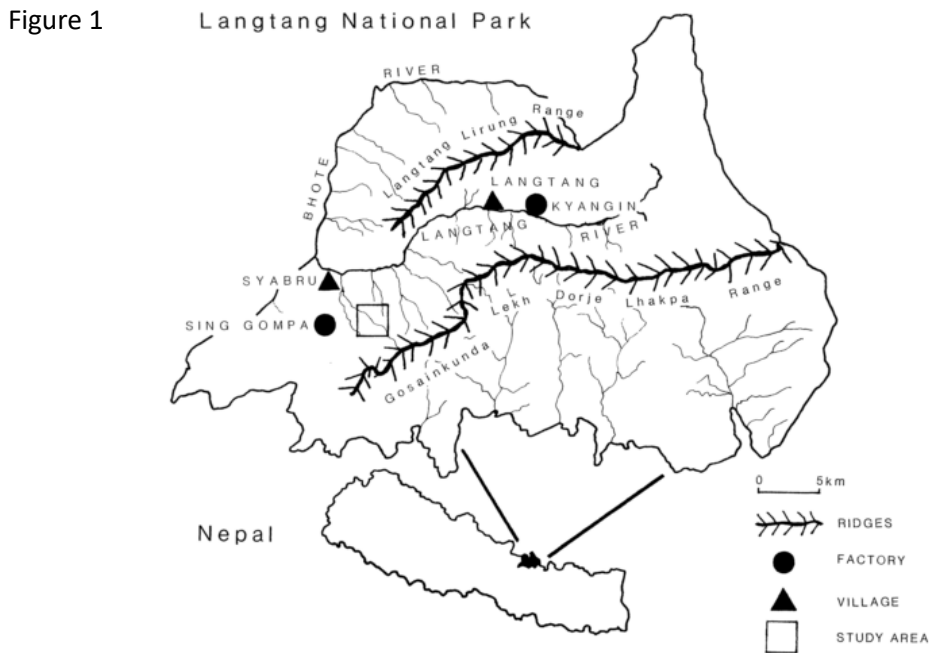 Figure 1
Langtang National Park
RIVER
BHOTE
Langtang Lirung Range
LANGTANG
KYANGIN
LANGTANG RIVER
SYABRU
SING GOMPA
Gosainkunda Lekh Dorje Lhakpa Range
0 5km
Nepal
RIDGES
FACTORY
VILLAGE
STUDY AREA